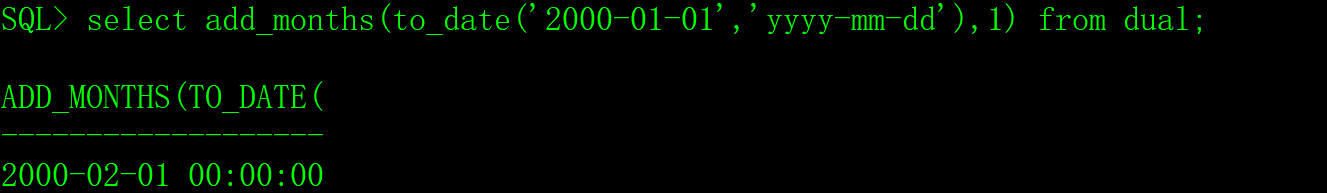 SQL> select add_months(to_date('2000-01-01','yyyy-mm-dd'),1) from dual;
ADD_MONTHS(TO_DATE(
-------------------
2000-02-01 00:00:00